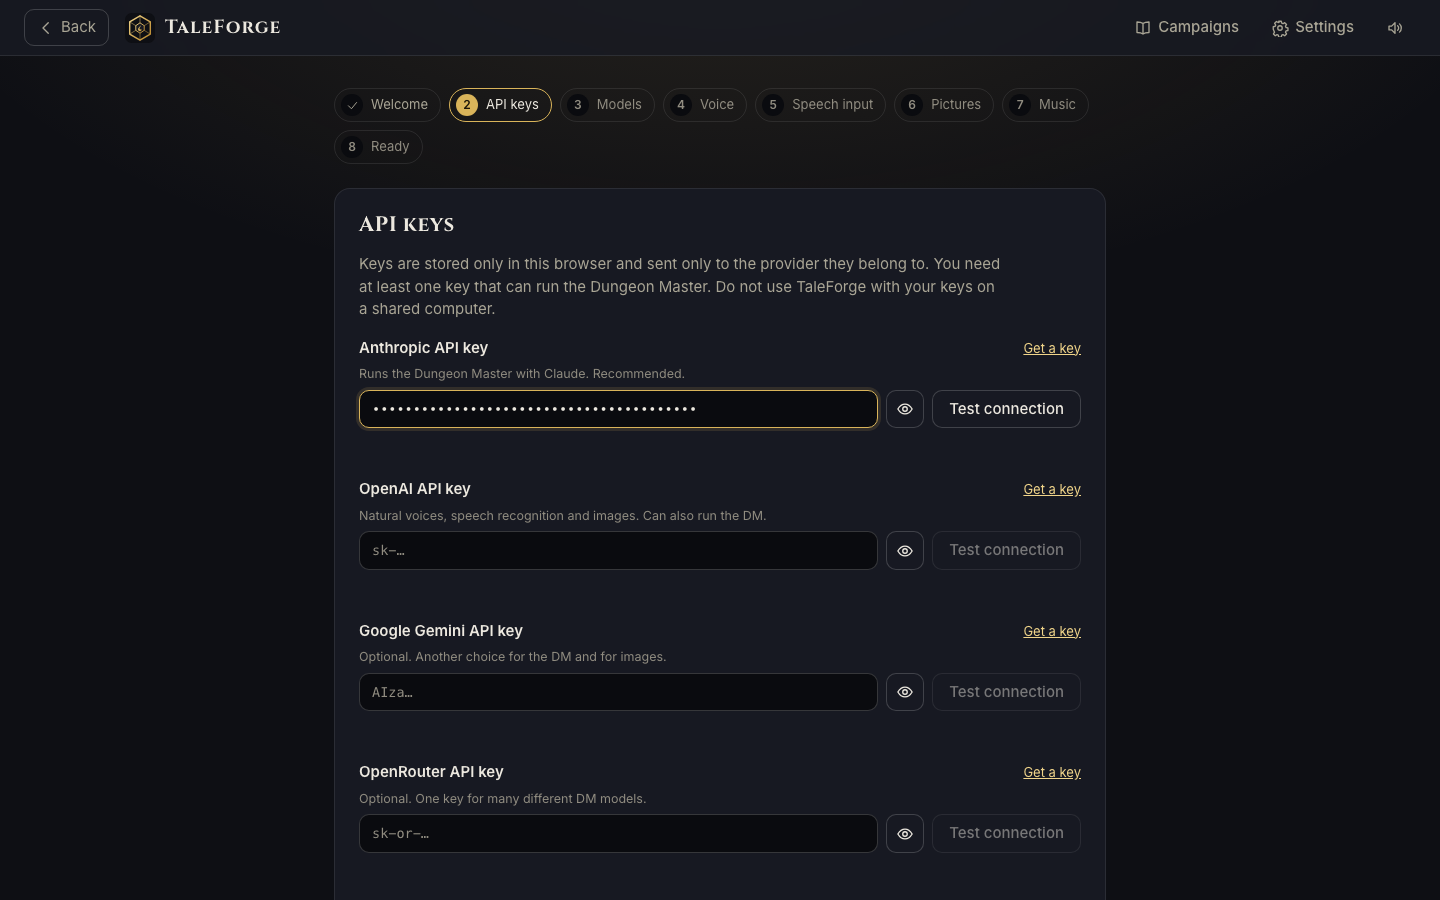 Back
TALEFORGE
Campaigns
Settings
Welcome
2 API keys
3 Models
4 Voice
5 Speech input
6 Pictures
7 Music
8 Ready
API KEYS
Keys are stored only in this browser and sent only to the provider they belong to. You need
at least one key that can run the Dungeon Master. Do not use TaleForge with your keys on
a shared computer.
Anthropic API key
Get a key
Runs the Dungeon Master with Claude. Recommended.
••••••••••••••••••••••••••••••••••••••••
Test connection
OpenAI API key
Get a key
Natural voices, speech recognition and images. Can also run the DM.
sk-…
Test connection
Google Gemini API key
Get a key
Optional. Another choice for the DM and for images.
AIza…
Test connection
OpenRouter API key
Get a key
Optional. One key for many different DM models.
sk-or-…
Test connection